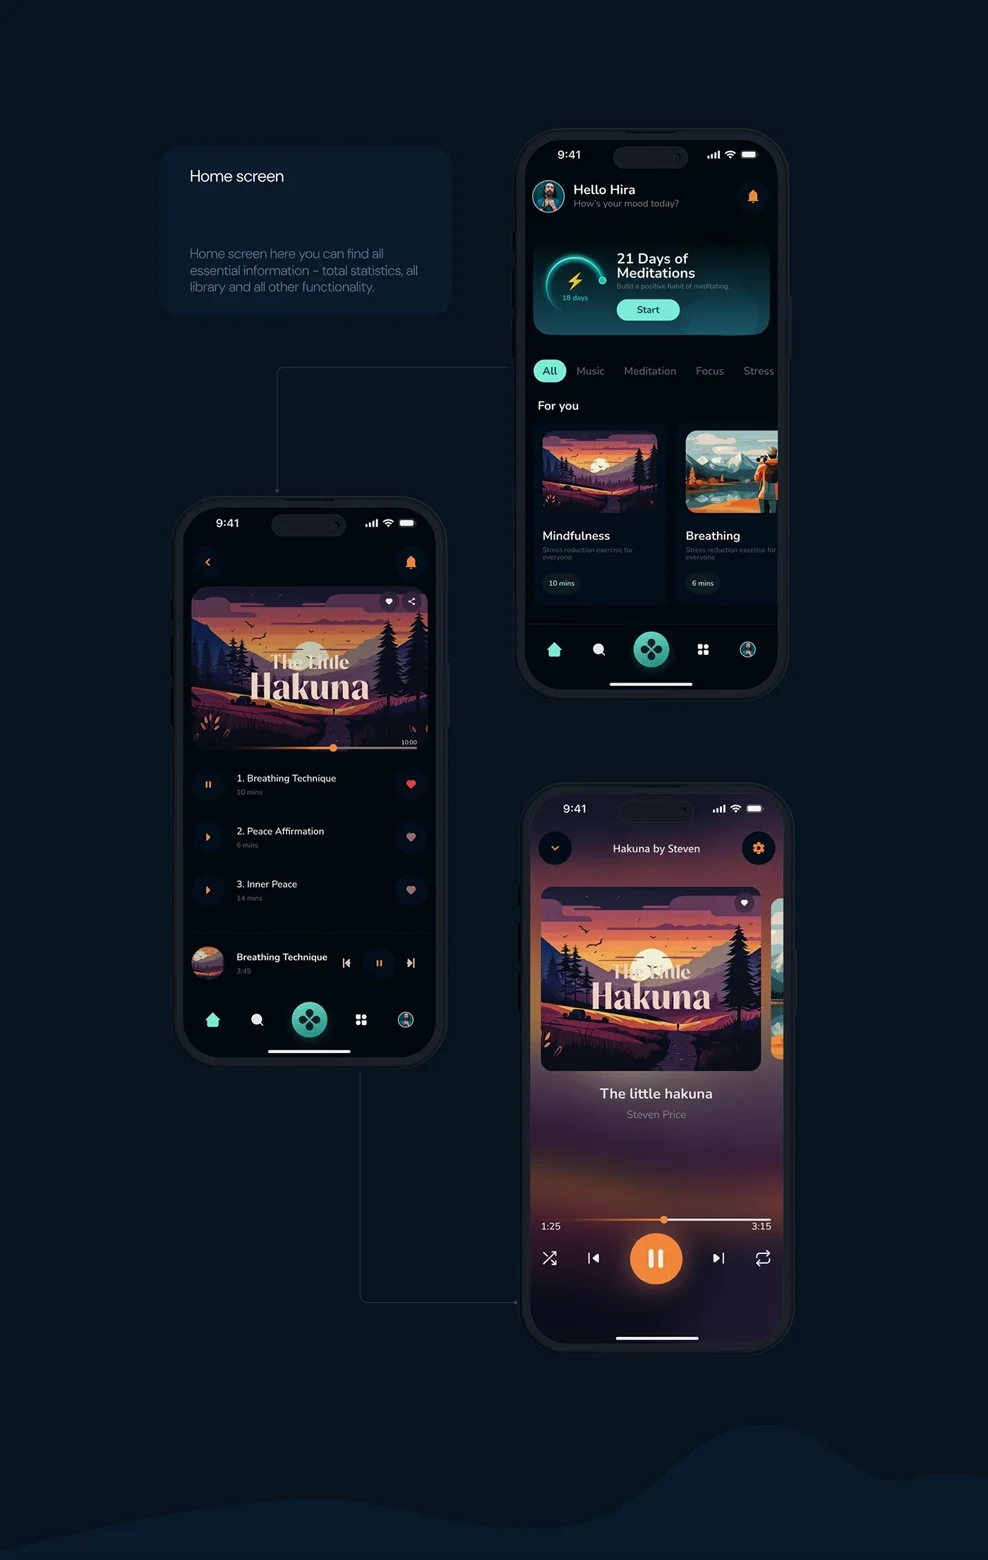 Home screen
Home screen here you can find all
essential information – total statistics, all
library and all other functionality.
9:41
Hello Hira
How's your mood today?
18 days
21 Days of
Meditations
Build a positive habit of meditating.
Start
All Music Meditation Focus Stress
For you
Mindfulness
Stress reduction exercise for
everyone
10 mins
Breathing
Stress reduction exercise for
everyone
6 mins
9:41
The Little
Hakuna
10:00
1. Breathing Technique
10 mins
2. Peace Affirmation
6 mins
3. Inner Peace
14 mins
Breathing Technique
3:45
9:41
Hakuna by Steven
The Little
Hakuna
The little hakuna
Steven Price
1:25 3:15